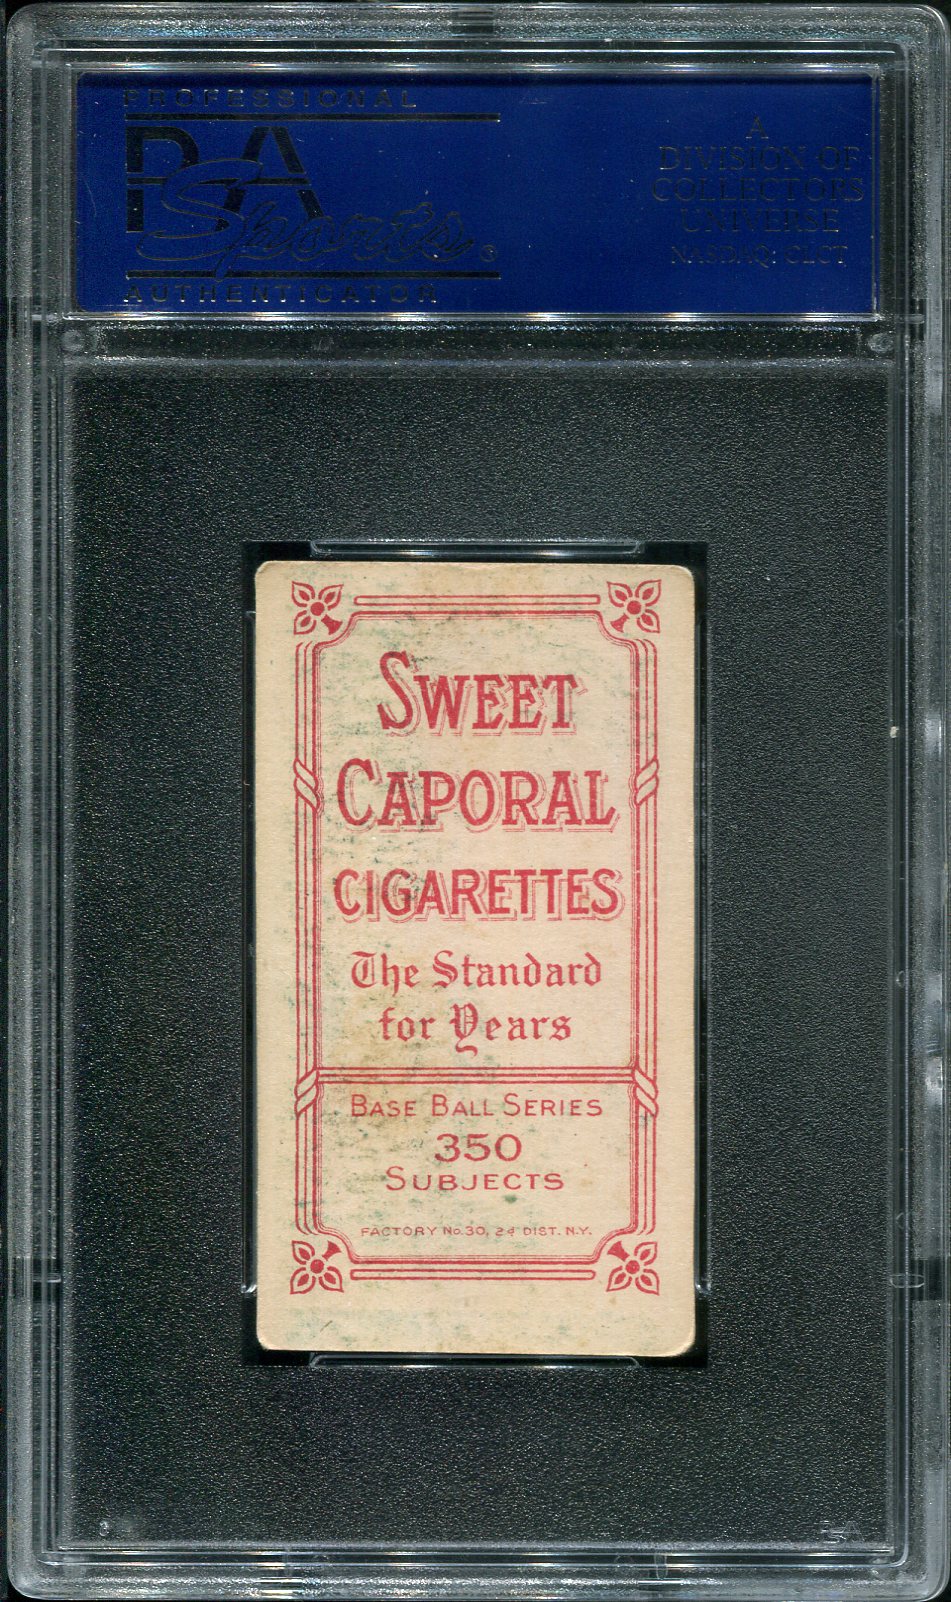 PROFESSIONAL
PSA
Sports
AUTHENTICATOR
A
DIVISION OF
COLLECTORS
UNIVERSE
NASDAQ: CLCT
SWEET
CAPORAL
CIGARETTES
The Standard
for Years
BASE BALL SERIES
350
SUBJECTS
FACTORY No. 30, 2d DIST. N.Y.